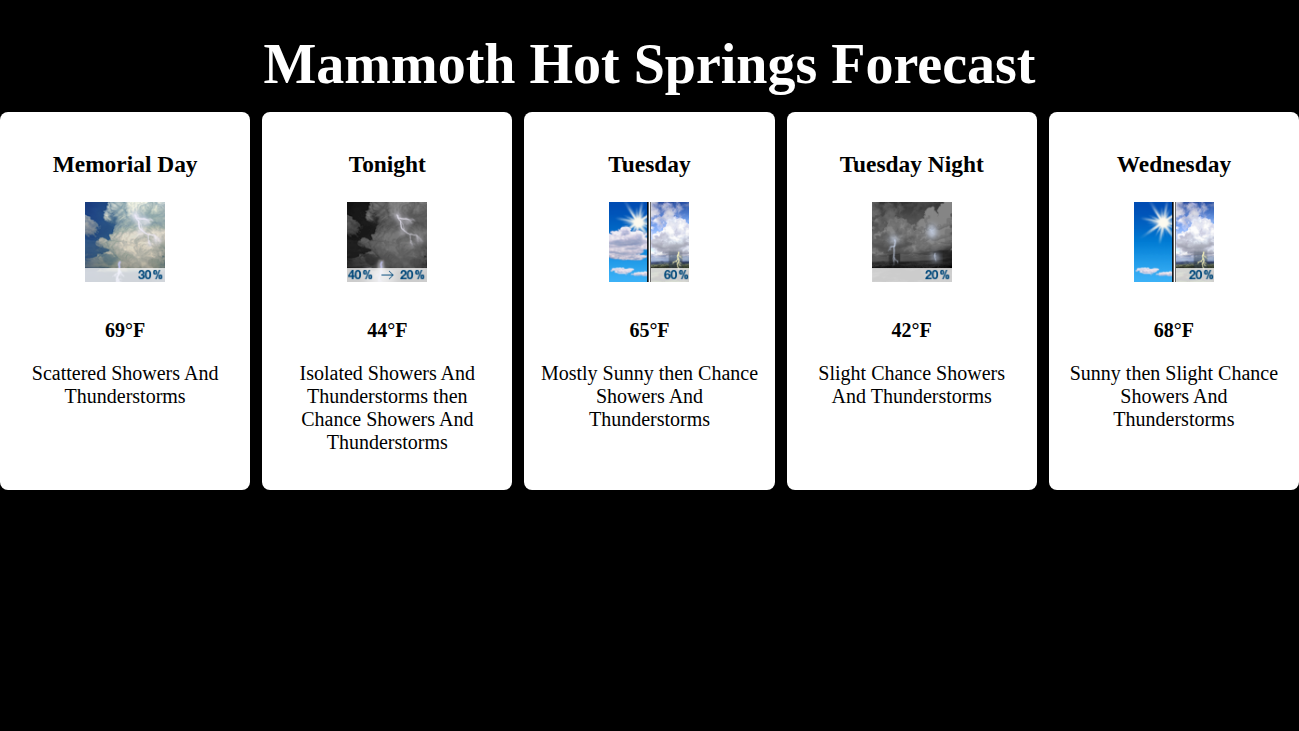 Mammoth Hot Springs Forecast
Memorial Day
30%
69°F
Scattered Showers And
Thunderstorms
Tonight
40% → 20%
44°F
Isolated Showers And
Thunderstorms then
Chance Showers And
Thunderstorms
Tuesday
60%
65°F
Mostly Sunny then Chance
Showers And
Thunderstorms
Tuesday Night
20%
42°F
Slight Chance Showers
And Thunderstorms
Wednesday
20%
68°F
Sunny then Slight Chance
Showers And
Thunderstorms